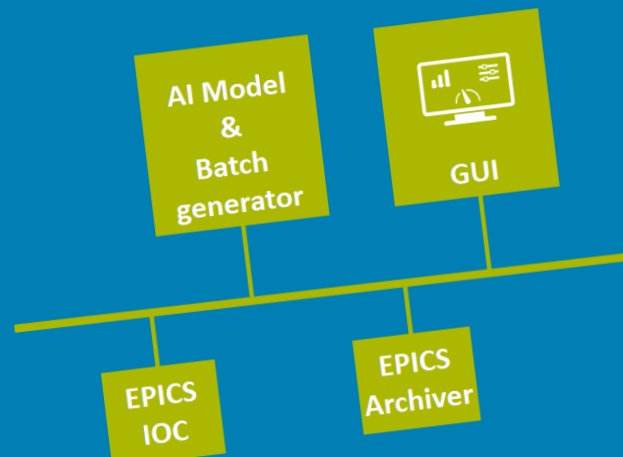 AI Model
&
Batch
generator
GUI
EPICS
IOC
EPICS
Archiver